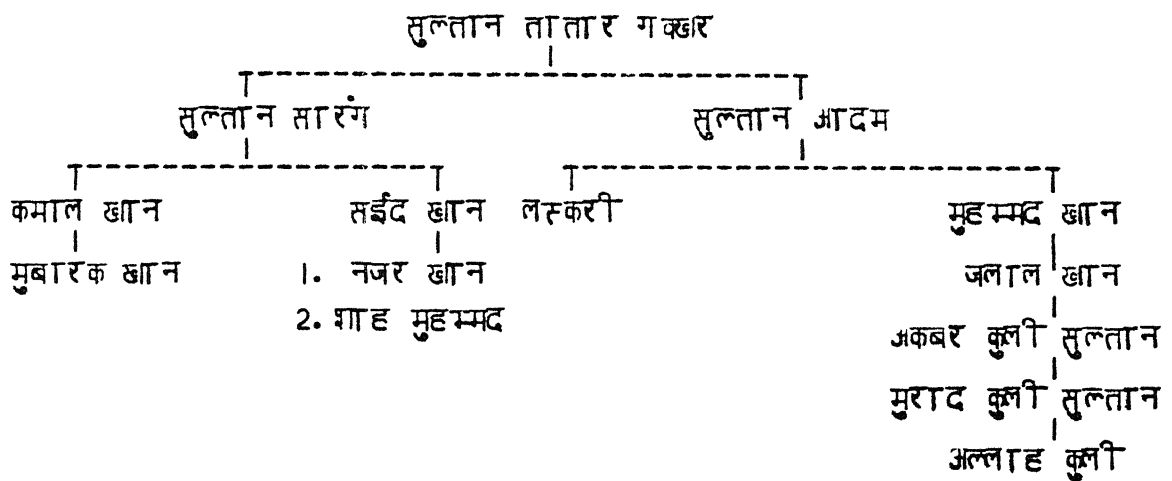 सुल्तान तातार गक्खर
सुल्तान सारंग सुल्तान आदम
कमाल खान सईद खान लस्करी मुहम्मद खान
मुबारक खान 1. नजर खान जलाल खान
2. शाह मुहम्मद
अकबर कुली सुल्तान
मुराद कुली सुल्तान
अल्लाह कुली